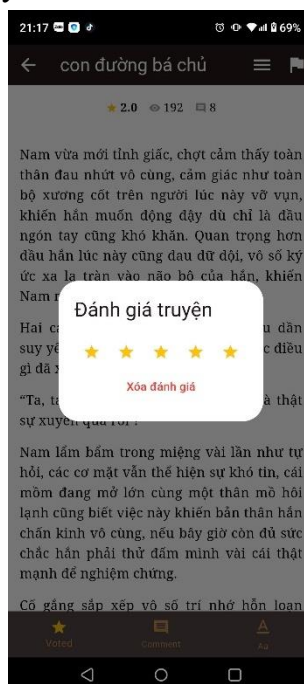 21:17 69%
con đường bá chủ
2.0 192 8
Nam vừa mới tỉnh giấc, chợt cảm thấy toàn
thân đau nhứt vô cùng, cảm giác như toàn
bộ xương cốt trên người lúc này vỡ vụn,
khiến hắn muốn động đậy dù chỉ là đầu
ngón tay cũng khó khăn. Quan trọng hơn
đầu hắn lúc này cũng đau dữ dội, vô số ký
ức xa lạ tràn vào não bộ của hắn, khiến
Nam
Đánh giá truyện
Hai dần
suy điều
gì đã
Xóa đánh giá
“Ta, thật
sự xuyên qua rồi
Nam lẩm bẩm trong miệng vài lần như tự
hỏi, các cơ mặt vẫn thể hiện sự khó tin, cái
mồm đang mở lớn cùng một thân mồ hôi
lạnh cũng biết việc này khiến bản thân hắn
chấn kinh vô cùng, nếu bây giờ còn đủ sức
chắc hắn phải thử đấm mình vài cái thật
mạnh để nghiệm chứng.
Cố gắng sắp xếp vô số trí nhớ hỗn loạn
Voted Comment Aa